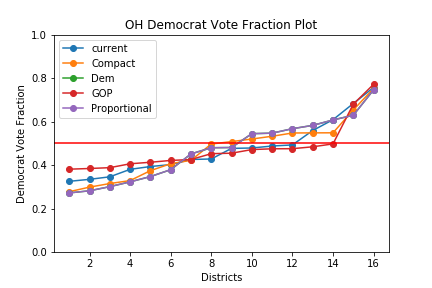 OH Democrat Vote Fraction Plot
1.0
0.8
0.6
0.4
0.2
0.0
Democrat Vote Fraction
current
Compact
Dem
GOP
Proportional
2 4 6 8 10 12 14 16
Districts